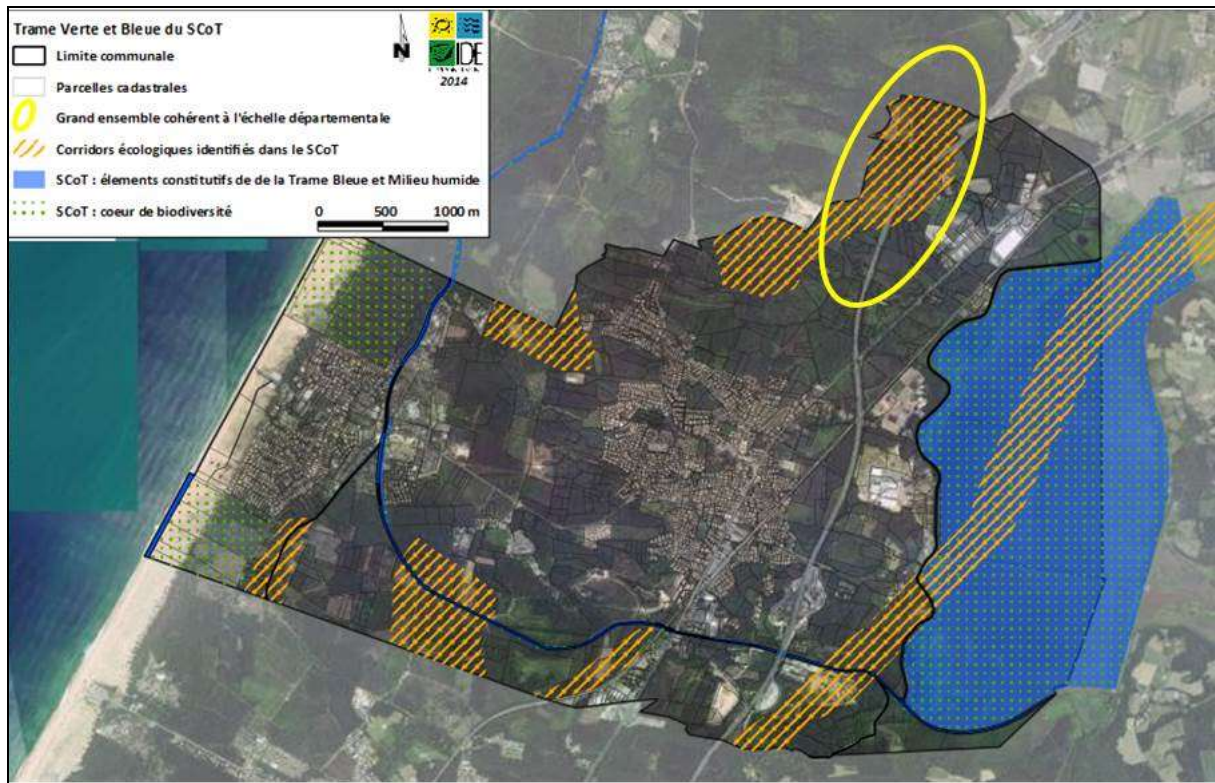 Trame Verte et Bleue du SCoT
Limite communale
Parcelles cadastrales
Grand ensemble cohérent à l'échelle départementale
Corridors écologiques identifiés dans le SCoT
SCoT : élements constitutifs de de la Trame Bleue et Milieu humide
SCoT : coeur de biodiversité
0 500 1000 m
N
IDE
2014